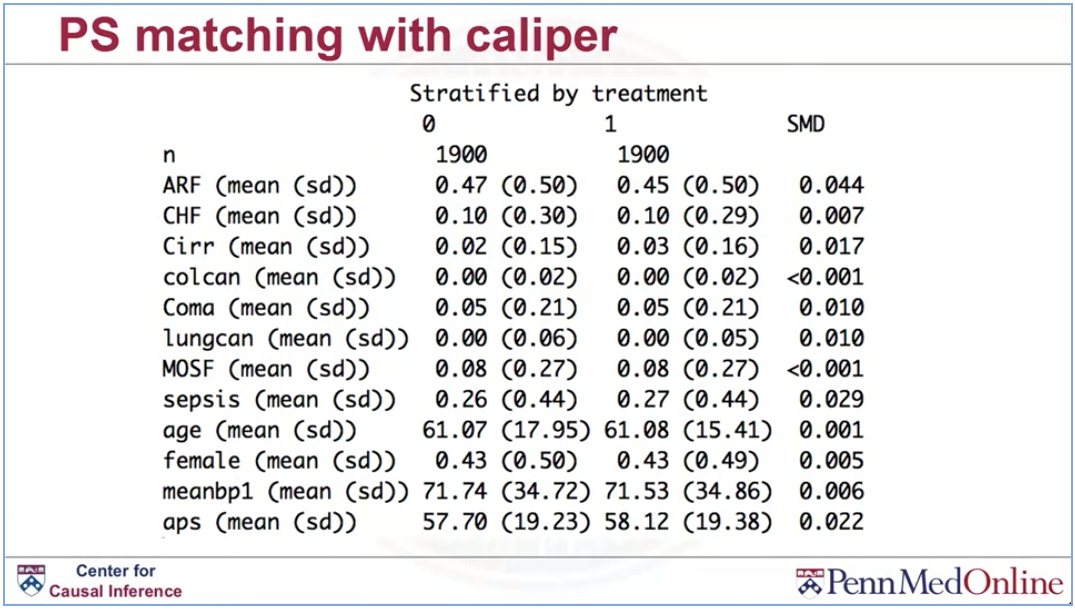 PS matching with caliper
Stratified by treatment
0 1 SMD
n 1900 1900
ARF (mean (sd)) 0.47 (0.50) 0.45 (0.50) 0.044
CHF (mean (sd)) 0.10 (0.30) 0.10 (0.29) 0.007
Cirr (mean (sd)) 0.02 (0.15) 0.03 (0.16) 0.017
colcan (mean (sd)) 0.00 (0.02) 0.00 (0.02) <0.001
Coma (mean (sd)) 0.05 (0.21) 0.05 (0.21) 0.010
lungcan (mean (sd)) 0.00 (0.06) 0.00 (0.05) 0.010
MOSF (mean (sd)) 0.08 (0.27) 0.08 (0.27) <0.001
sepsis (mean (sd)) 0.26 (0.44) 0.27 (0.44) 0.029
age (mean (sd)) 61.07 (17.95) 61.08 (15.41) 0.001
female (mean (sd)) 0.43 (0.50) 0.43 (0.49) 0.005
meanbp1 (mean (sd)) 71.74 (34.72) 71.53 (34.86) 0.006
aps (mean (sd)) 57.70 (19.23) 58.12 (19.38) 0.022
Center for
Causal Inference
PennMedOnline